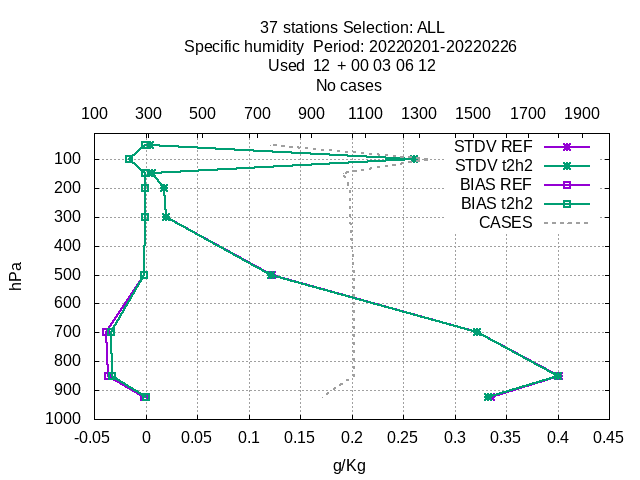 37 stations Selection: ALL
Specific humidity  Period: 20220201-20220226
Used  12  + 00 03 06 12
No cases
100 300 500 700 900 1100 1300 1500 1700 1900
STDV REF
STDV t2h2
BIAS REF
BIAS t2h2
CASES
100
200
300
400
500
600
700
800
900
1000
hPa
-0.05 0 0.05 0.1 0.15 0.2 0.25 0.3 0.35 0.4 0.45
g/Kg